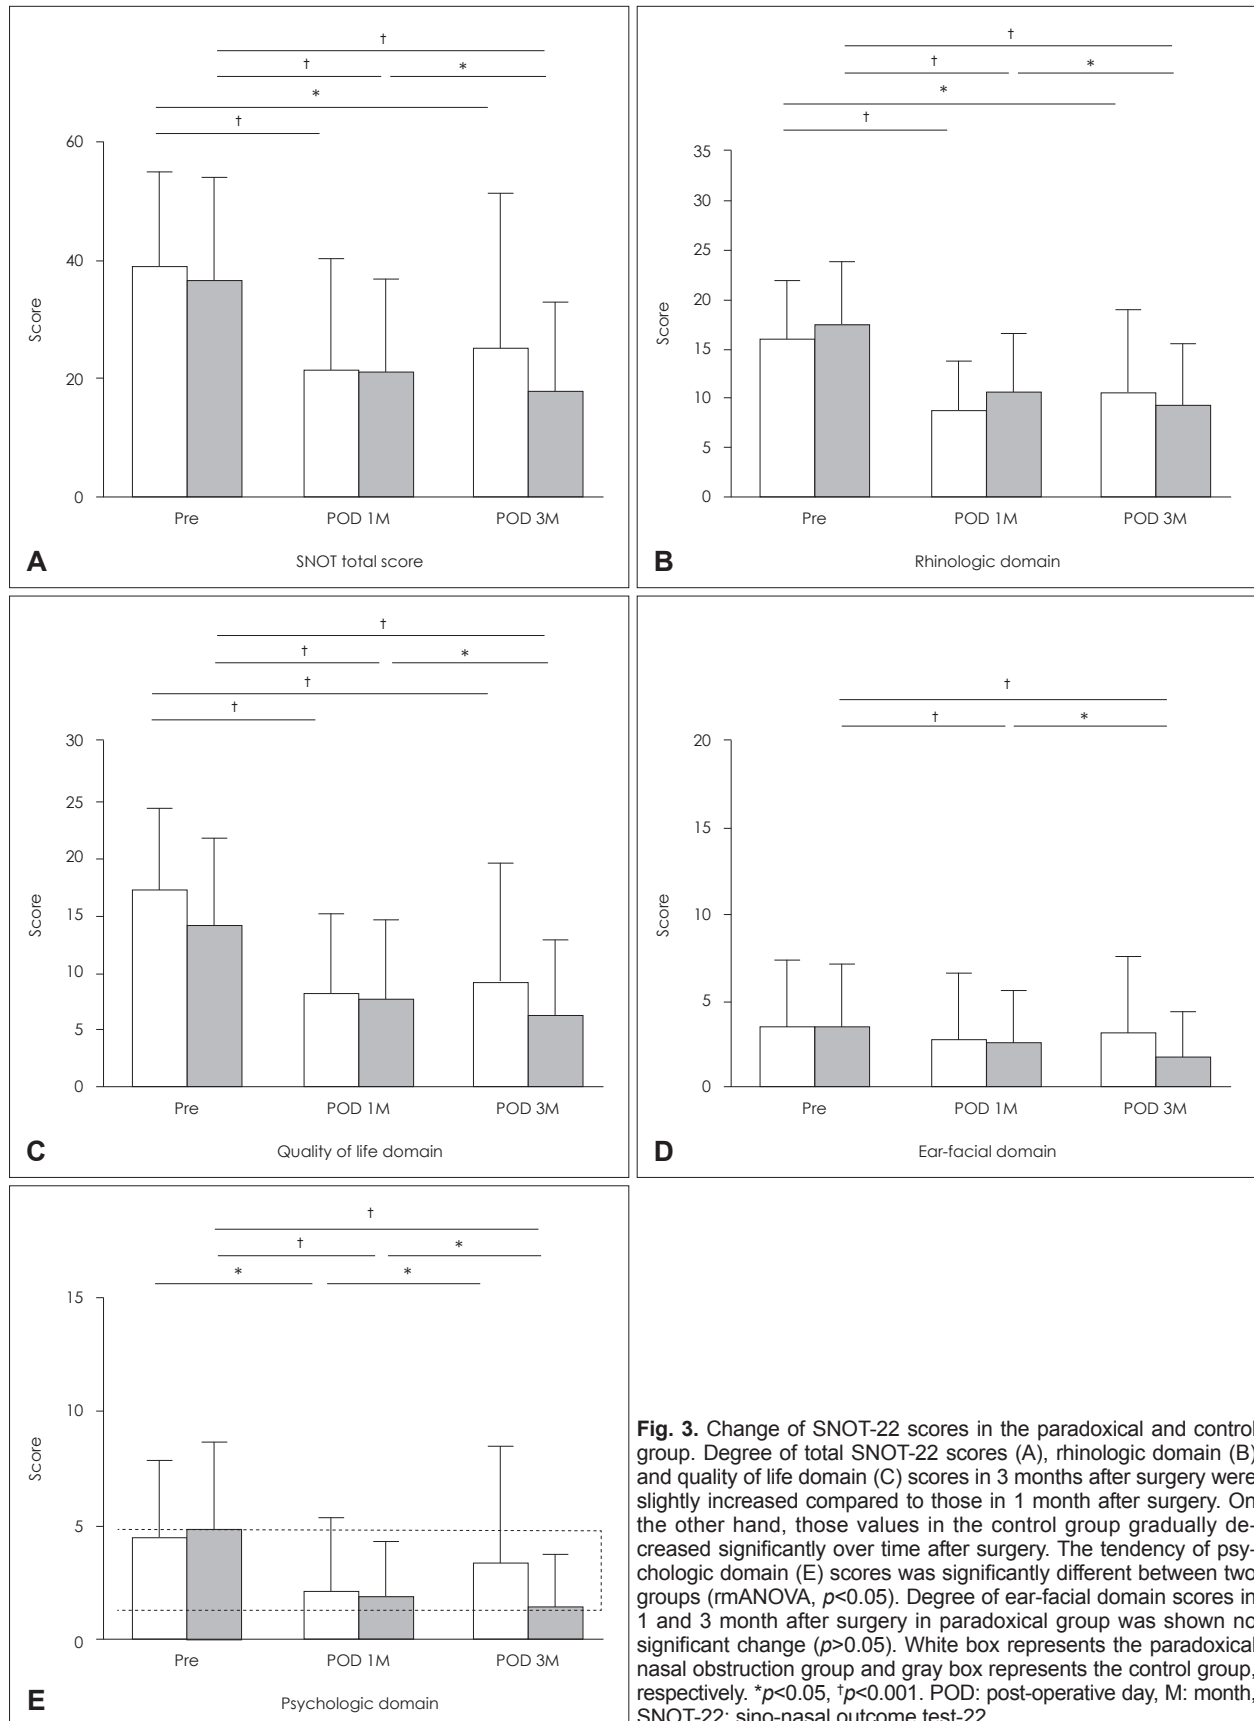 †
† *
*
†
60
40
20
0
Score
Pre POD 1M POD 3M
A SNOT total score
†
† *
*
†
35
30
25
20
15
10
5
0
Score
Pre POD 1M POD 3M
B Rhinologic domain
†
† *
†
†
30
25
20
15
10
5
0
Score
Pre POD 1M POD 3M
C Quality of life domain
†
† *
20
15
10
5
0
Score
Pre POD 1M POD 3M
D Ear-facial domain
†
† *
* *
15
10
5
0
Score
Pre POD 1M POD 3M
E Psychologic domain
Fig. 3. Change of SNOT-22 scores in the paradoxical and control
group. Degree of total SNOT-22 scores (A), rhinologic domain (B)
and quality of life domain (C) scores in 3 months after surgery were
slightly increased compared to those in 1 month after surgery. On
the other hand, those values in the control group gradually de-
creased significantly over time after surgery. The tendency of psy-
chologic domain (E) scores was significantly different between two
groups (rmANOVA, p<0.05). Degree of ear-facial domain scores in
1 and 3 month after surgery in paradoxical group was shown no
significant change (p>0.05). White box represents the paradoxical
nasal obstruction group and gray box represents the control group,
respectively. *p<0.05, †p<0.001. POD: post-operative day, M: month,
SNOT-22: sino-nasal outcome test-22